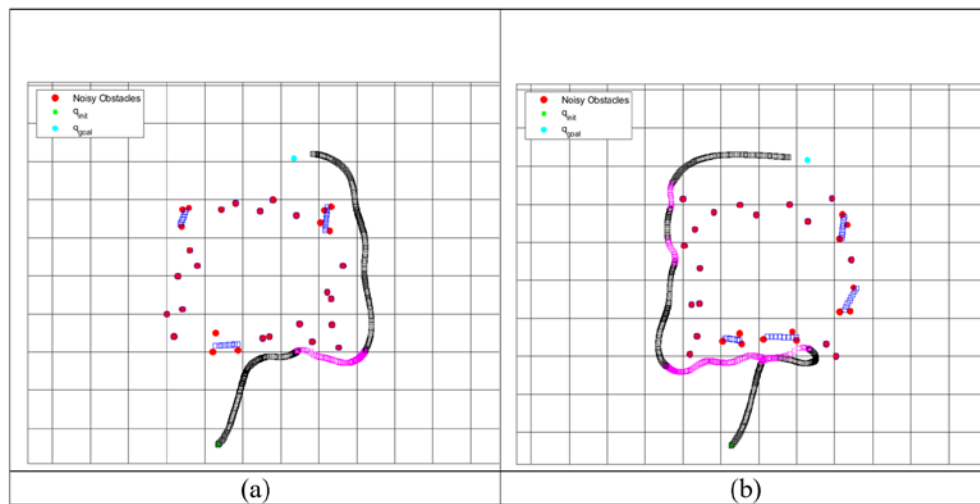 Noisy Obstacles
q_init
q_goal
Noisy Obstacles
q_init
q_goal
(a)
(b)